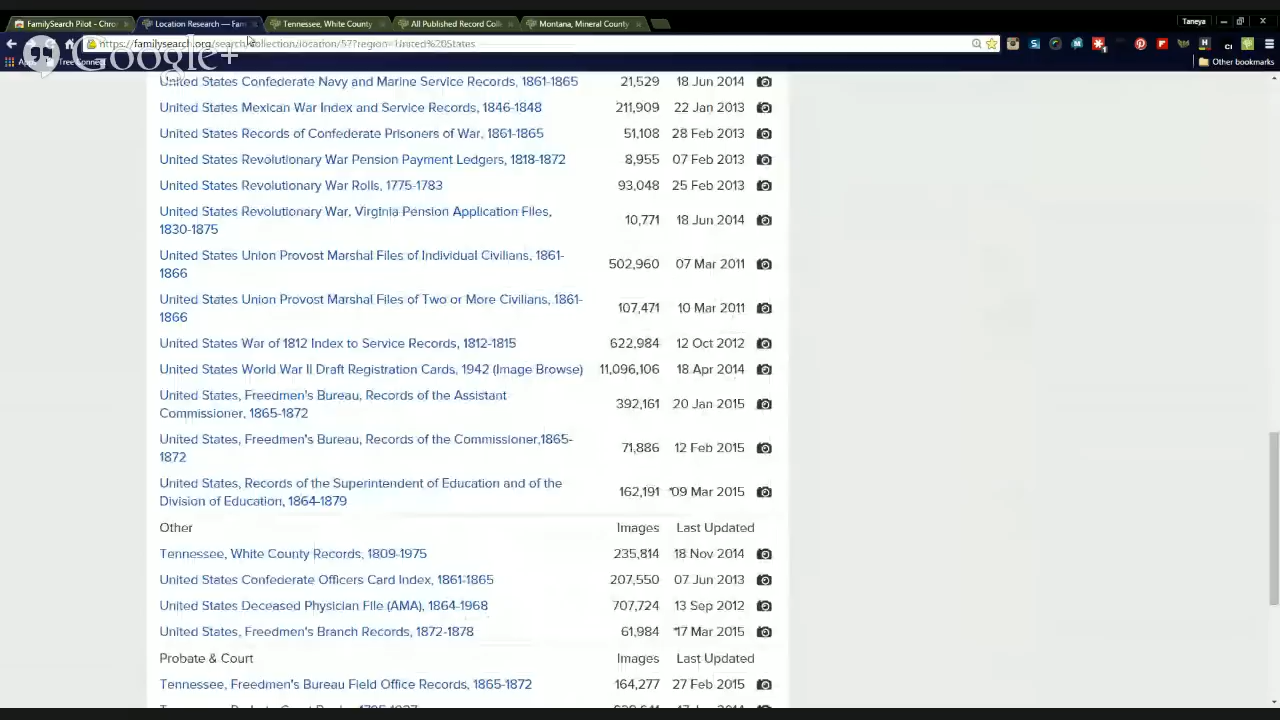 FamilySearch Pilot - Chro
Location Research — Fam
Tennessee, White County
All Published Record Coll
Montana, Mineral County
Taneya
https://familysearch.org/search/collection/location/57?region=United%20States
Google+
Apps
Tree Connect
Other bookmarks
United States Confederate Navy and Marine Service Records, 1861-1865 21,529 18 Jun 2014
United States Mexican War Index and Service Records, 1846-1848 211,909 22 Jan 2013
United States Records of Confederate Prisoners of War, 1861-1865 51,108 28 Feb 2013
United States Revolutionary War Pension Payment Ledgers, 1818-1872 8,955 07 Feb 2013
United States Revolutionary War Rolls, 1775-1783 93,048 25 Feb 2013
United States Revolutionary War, Virginia Pension Application Files,
1830-1875 10,771 18 Jun 2014
United States Union Provost Marshal Files of Individual Civilians, 1861-
1866 502,960 07 Mar 2011
United States Union Provost Marshal Files of Two or More Civilians, 1861-
1866 107,471 10 Mar 2011
United States War of 1812 Index to Service Records, 1812-1815 622,984 12 Oct 2012
United States World War II Draft Registration Cards, 1942 (Image Browse) 11,096,106 18 Apr 2014
United States, Freedmen's Bureau, Records of the Assistant
Commissioner, 1865-1872 392,161 20 Jan 2015
United States, Freedmen's Bureau, Records of the Commissioner,1865-
1872 71,886 12 Feb 2015
United States, Records of the Superintendent of Education and of the
Division of Education, 1864-1879 162,191 *09 Mar 2015
Other Images Last Updated
Tennessee, White County Records, 1809-1975 235,814 18 Nov 2014
United States Confederate Officers Card Index, 1861-1865 207,550 07 Jun 2013
United States Deceased Physician File (AMA), 1864-1968 707,724 13 Sep 2012
United States, Freedmen's Branch Records, 1872-1878 61,984 *17 Mar 2015
Probate & Court Images Last Updated
Tennessee, Freedmen's Bureau Field Office Records, 1865-1872 164,277 27 Feb 2015